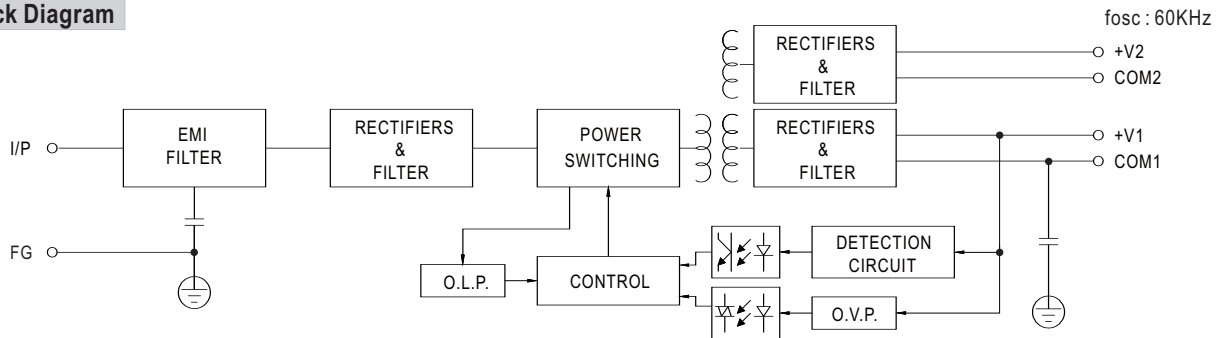 ck Diagram
fosc : 60KHz
RECTIFIERS
&
FILTER
+V2
COM2
I/P
EMI
FILTER
RECTIFIERS
&
FILTER
POWER
SWITCHING
RECTIFIERS
&
FILTER
+V1
COM1
FG
O.L.P.
CONTROL
DETECTION
CIRCUIT
O.V.P.